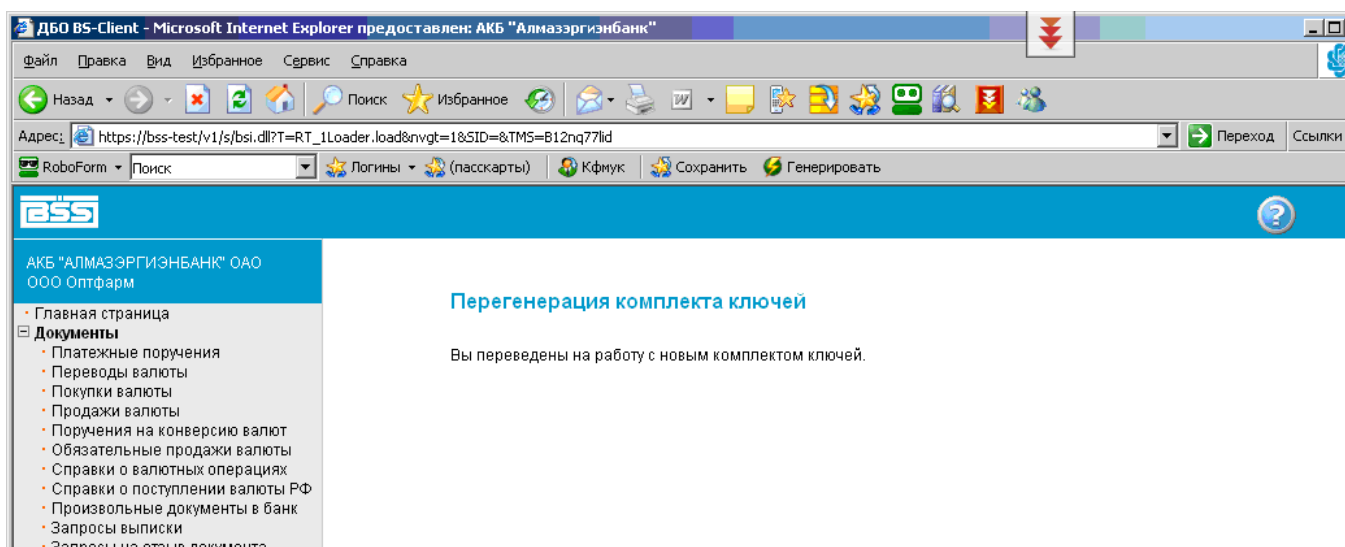 ДБО BS-Client - Microsoft Internet Explorer предоставлен: АКБ "Алмазэргиэнбанк"
Файл Правка Вид Избранное Сервис Справка
Назад Поиск Избранное
Адрес: https://bss-test/v1/s/bsi.dll?T=RT_1Loader.load&nvgt=1&SID=&TMS=B12nq77lid Переход Ссылки
RoboForm Поиск Логины (пасскарты) Кфмук Сохранить Генерировать
BSS
АКБ "АЛМАЗЭРГИЭНБАНК" ОАО
ООО Оптфарм
Главная страница
Документы
Платежные поручения
Переводы валюты
Покупки валюты
Продажи валюты
Поручения на конверсию валют
Обязательные продажи валюты
Справки о валютных операциях
Справки о поступлении валюты РФ
Произвольные документы в банк
Запросы выписки
Запросы на отзыв документа
Перегенерация комплекта ключей
Вы переведены на работу с новым комплектом ключей.